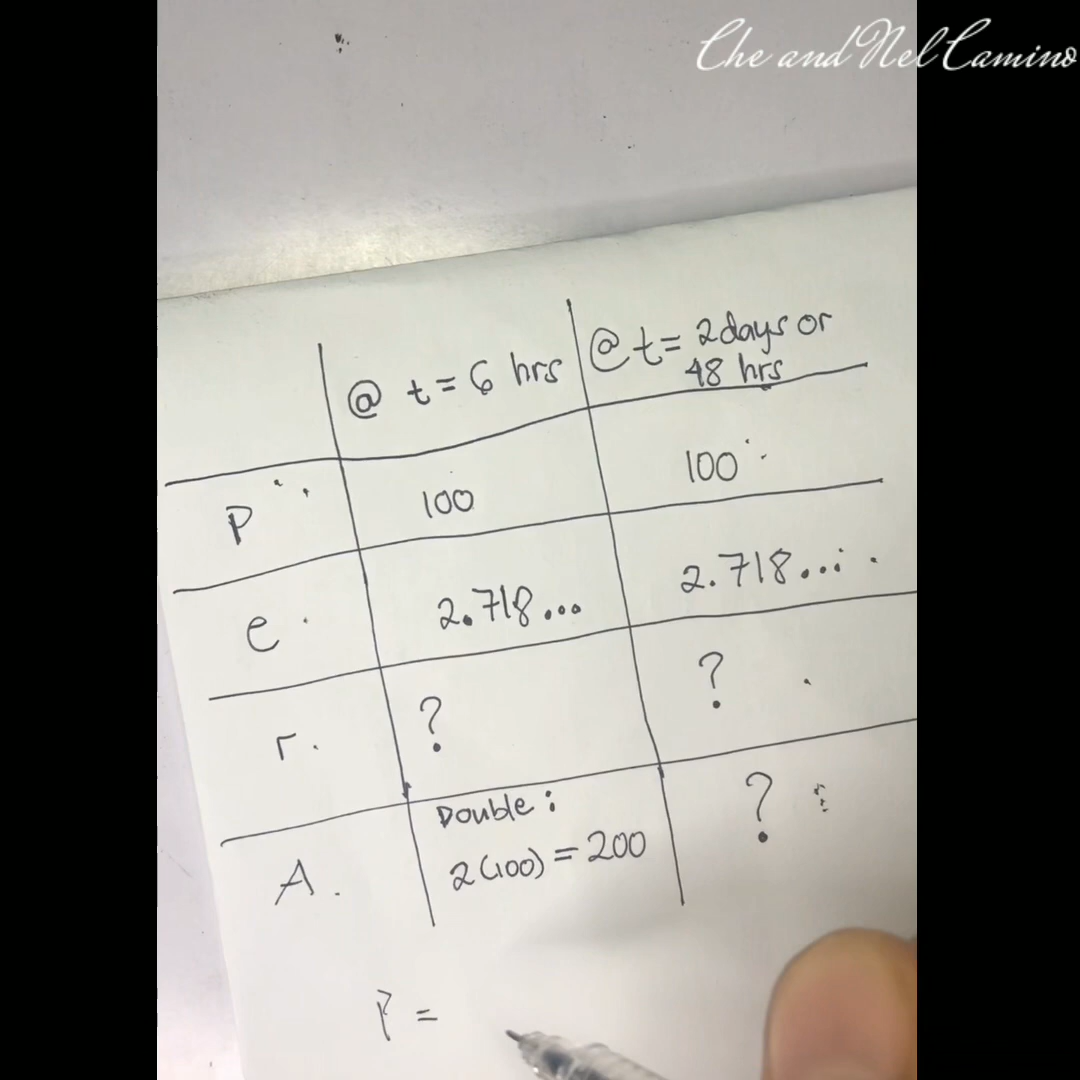 Che and Nel Camino
@ t = 6 hrs
@ t = 2 days or
48 hrs
P 100 100
e 2.718... 2.718...
r. ? ?
A. Double: ?
2(100) = 200
P =